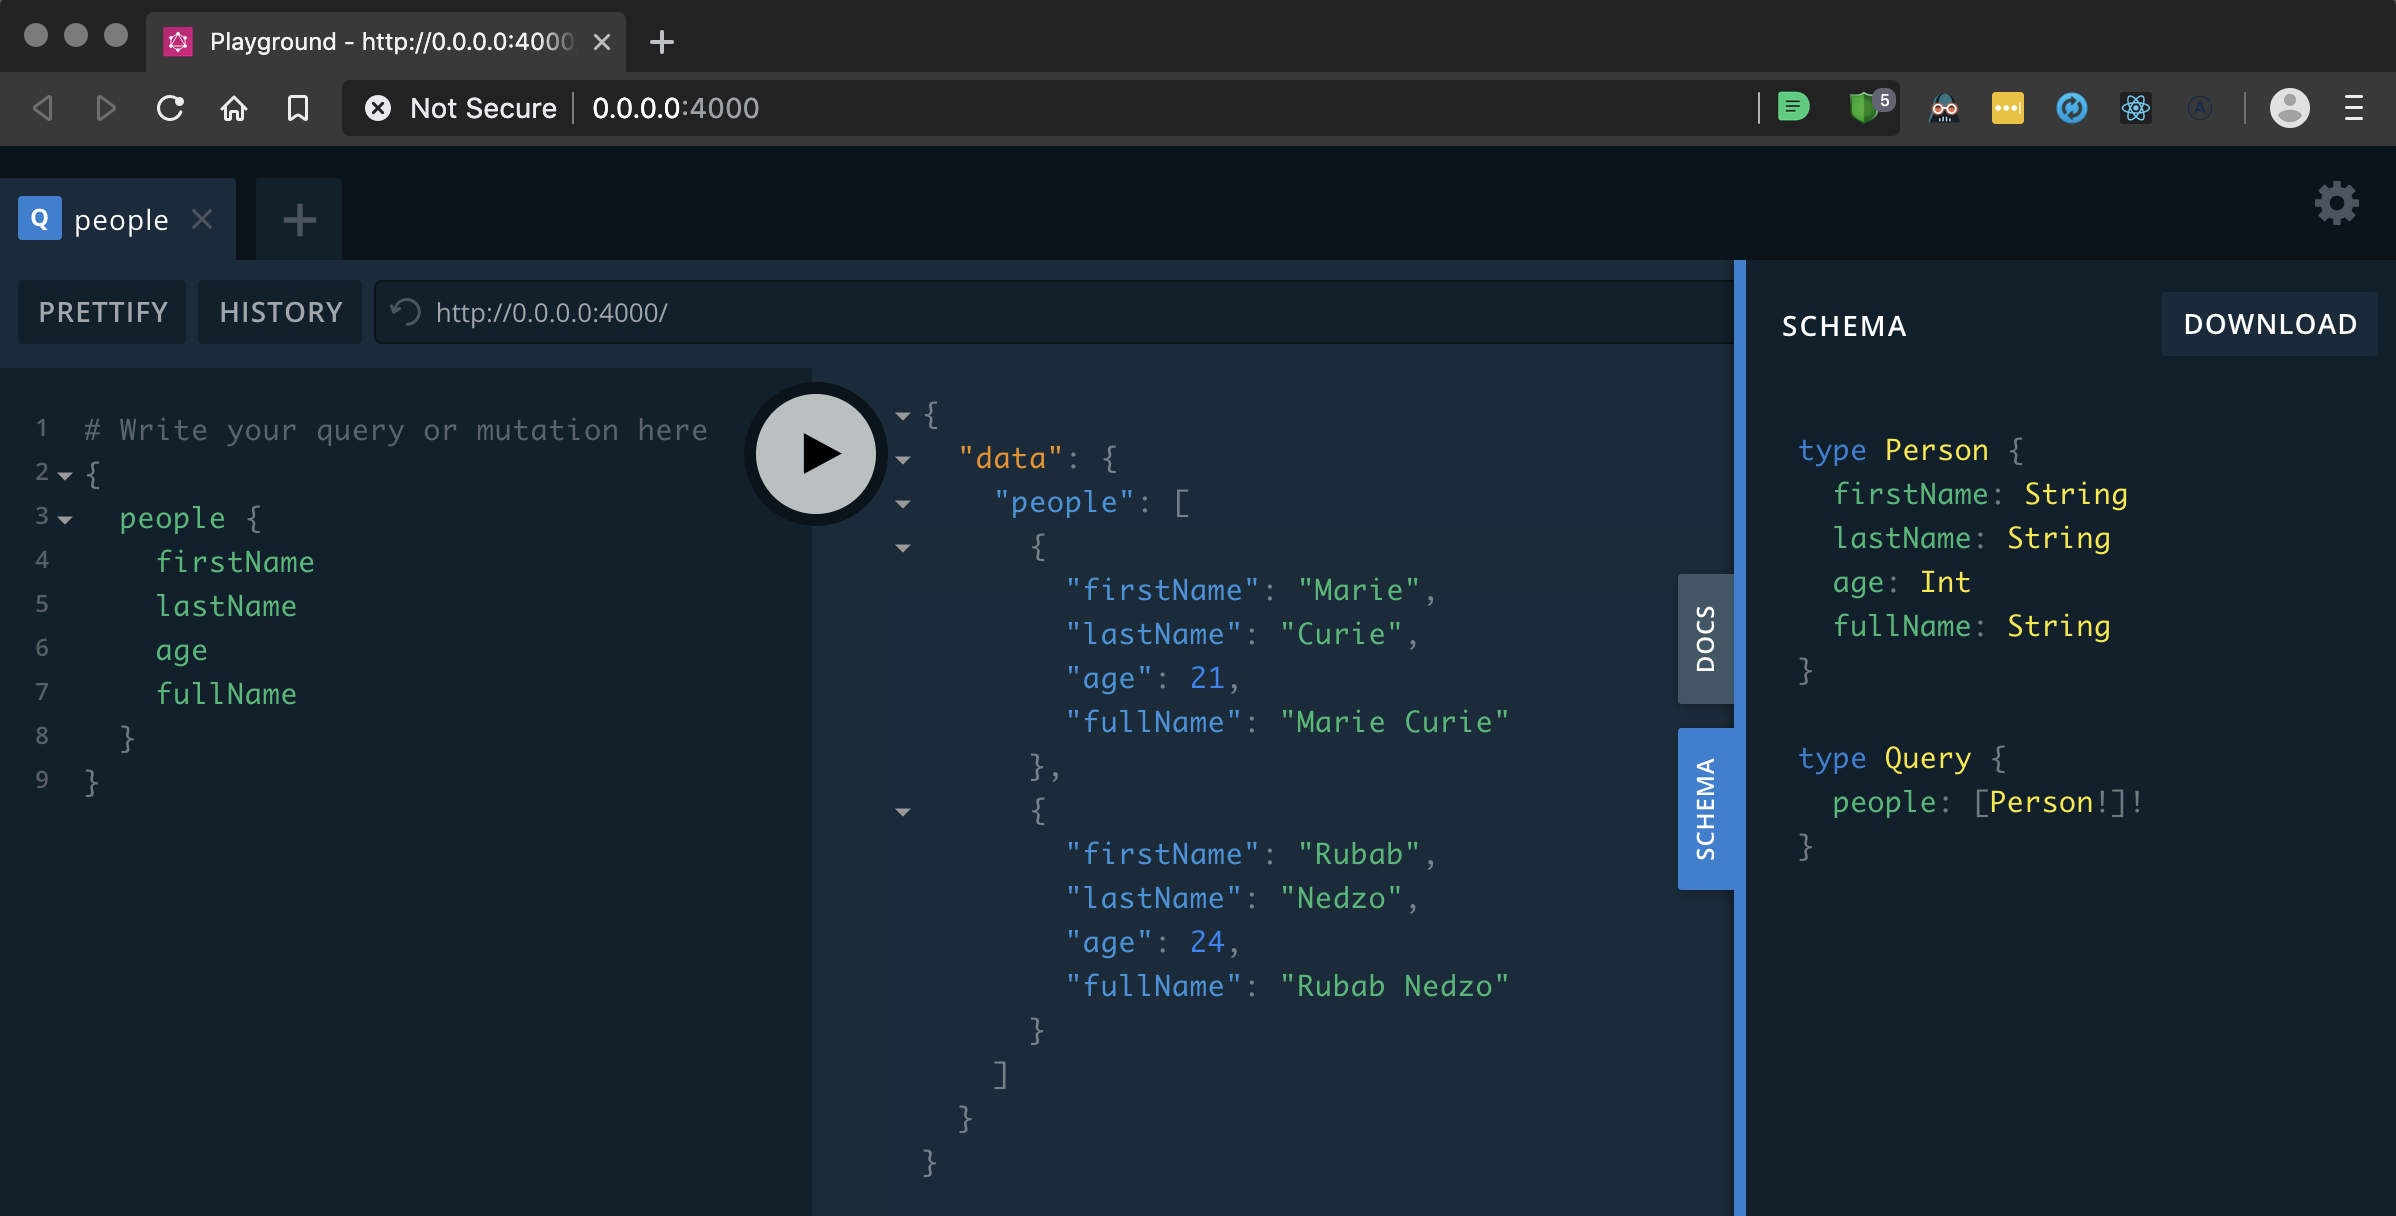 Playground - http://0.0.0.0:4000
Not Secure
0.0.0.0:4000
5
Q people
PRETTIFY
HISTORY
http://0.0.0.0:4000/
1 # Write your query or mutation here
2 {
3 people {
4 firstName
5 lastName
6 age
7 fullName
8 }
9 }
{
"data": {
"people": [
{
"firstName": "Marie",
"lastName": "Curie",
"age": 21,
"fullName": "Marie Curie"
},
{
"firstName": "Rubab",
"lastName": "Nedzo",
"age": 24,
"fullName": "Rubab Nedzo"
}
]
}
}
DOCS
SCHEMA
SCHEMA
DOWNLOAD
type Person {
firstName: String
lastName: String
age: Int
fullName: String
}
type Query {
people: [Person!]!
}